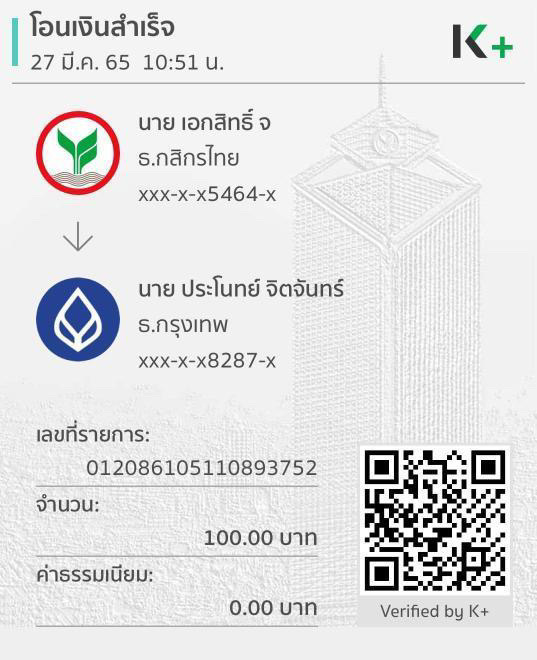 โอนเงินสำเร็จ
27 มี.ค. 65  10:51 น.
K+
นาย เอกสิทธิ์ จ
ธ.กสิกรไทย
xxx-x-x5464-x
นาย ประโนทย์ จิตจันทร์
ธ.กรุงเทพ
xxx-x-x8287-x
เลขที่รายการ:
012086105110893752
จำนวน:
100.00 บาท
ค่าธรรมเนียม:
0.00 บาท
Verified by K+